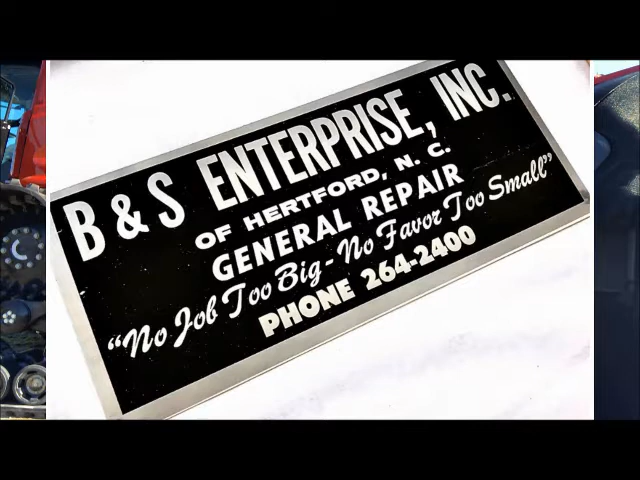 B & S ENTERPRISE, INC.
OF HERTFORD, N. C.
GENERAL REPAIR
"No Job Too Big - No Favor Too Small"
PHONE 264-2400